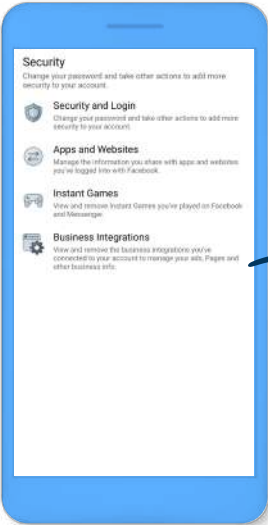 Security
Change your password and take other actions to add more
security to your account.
Security and Login
Change your password and take other actions to add more
security to your account.
Apps and Websites
Manage the information you share with apps and websites
you've logged into with Facebook.
Instant Games
View and remove Instant Games you've played on Facebook
and Messenger.
Business Integrations
View and remove the business integrations you've
connected to your account to manage your ads, Pages and
other business info.